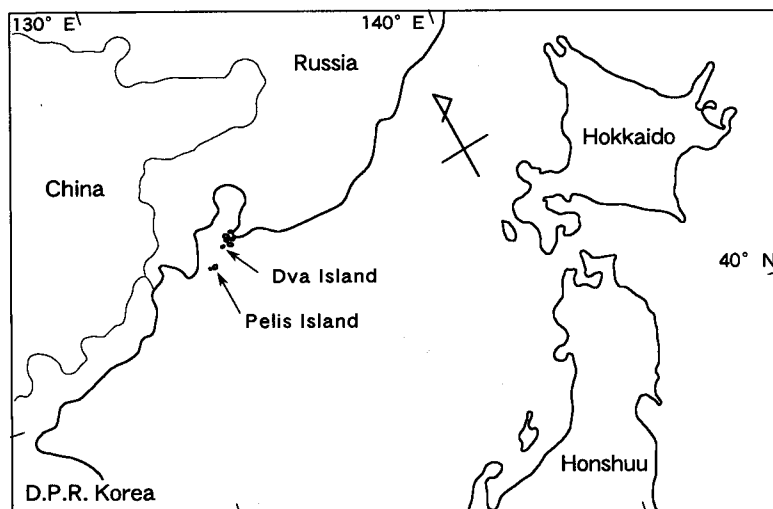 130° E
140° E
Russia
Hokkaido
China
40° N
Dva Island
Pelis Island
Honshuu
D.P.R. Korea